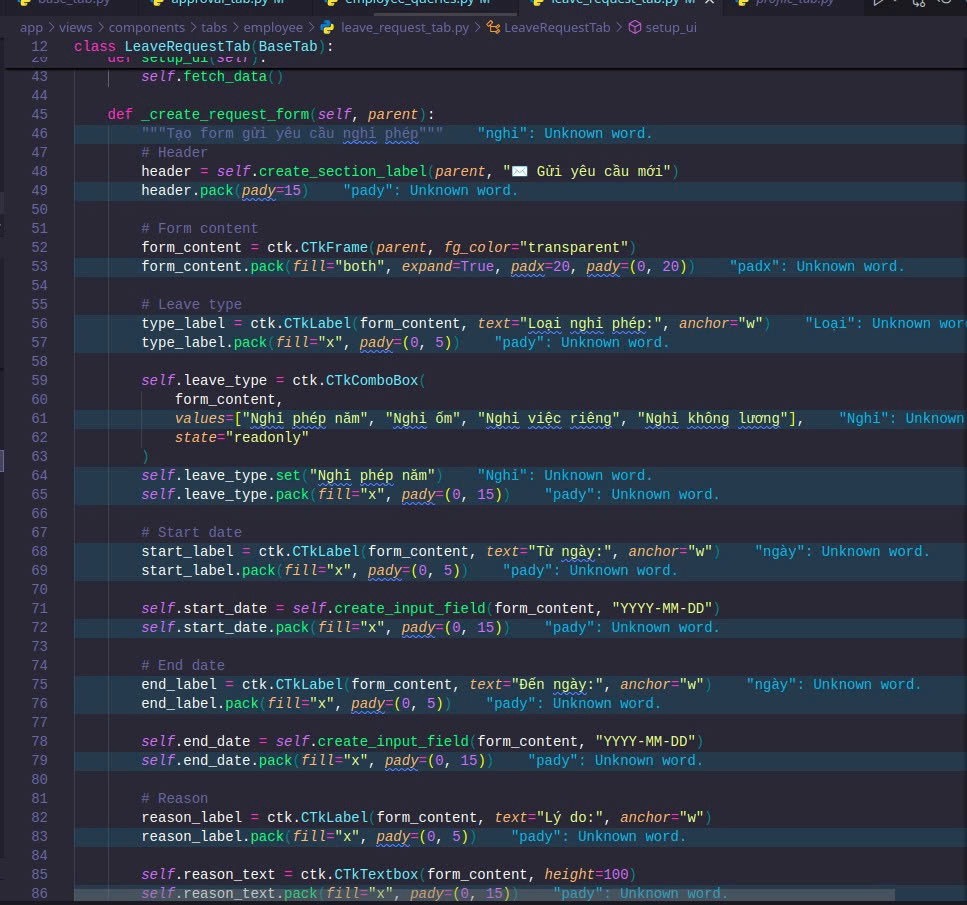 base_tab.py approval_tab.py M employee_queries.py M leave_request_tab.py M profile_tab.py
app > views > components > tabs > employee > leave_request_tab.py > LeaveRequestTab > setup_ui
12 class LeaveRequestTab(BaseTab):
20 def setup_ui(self):
43 self.fetch_data()
44
45 def _create_request_form(self, parent):
46 """Tạo form gửi yêu cầu nghỉ phép""" "nghỉ": Unknown word.
47 # Header
48 header = self.create_section_label(parent, "✉️ Gửi yêu cầu mới")
49 header.pack(pady=15) "pady": Unknown word.
50
51 # Form content
52 form_content = ctk.CTkFrame(parent, fg_color="transparent")
53 form_content.pack(fill="both", expand=True, padx=20, pady=(0, 20)) "padx": Unknown word.
54
55 # Leave type
56 type_label = ctk.CTkLabel(form_content, text="Loại nghỉ phép:", anchor="w") "Loại": Unknown word
57 type_label.pack(fill="x", pady=(0, 5)) "pady": Unknown word.
58
59 self.leave_type = ctk.CTkComboBox(
60 form_content,
61 values=["Nghỉ phép năm", "Nghỉ ốm", "Nghỉ việc riêng", "Nghỉ không lương"], "Nghỉ": Unknown
62 state="readonly"
63 )
64 self.leave_type.set("Nghỉ phép năm") "Nghỉ": Unknown word.
65 self.leave_type.pack(fill="x", pady=(0, 15)) "pady": Unknown word.
66
67 # Start date
68 start_label = ctk.CTkLabel(form_content, text="Từ ngày:", anchor="w") "ngày": Unknown word.
69 start_label.pack(fill="x", pady=(0, 5)) "pady": Unknown word.
70
71 self.start_date = self.create_input_field(form_content, "YYYY-MM-DD")
72 self.start_date.pack(fill="x", pady=(0, 15)) "pady": Unknown word.
73
74 # End date
75 end_label = ctk.CTkLabel(form_content, text="Đến ngày:", anchor="w") "ngày": Unknown word.
76 end_label.pack(fill="x", pady=(0, 5)) "pady": Unknown word.
77
78 self.end_date = self.create_input_field(form_content, "YYYY-MM-DD")
79 self.end_date.pack(fill="x", pady=(0, 15)) "pady": Unknown word.
80
81 # Reason
82 reason_label = ctk.CTkLabel(form_content, text="Lý do:", anchor="w")
83 reason_label.pack(fill="x", pady=(0, 5)) "pady": Unknown word.
84
85 self.reason_text = ctk.CTkTextbox(form_content, height=100)
86 self.reason_text.pack(fill="x", pady=(0, 15)) "pady": Unknown word.